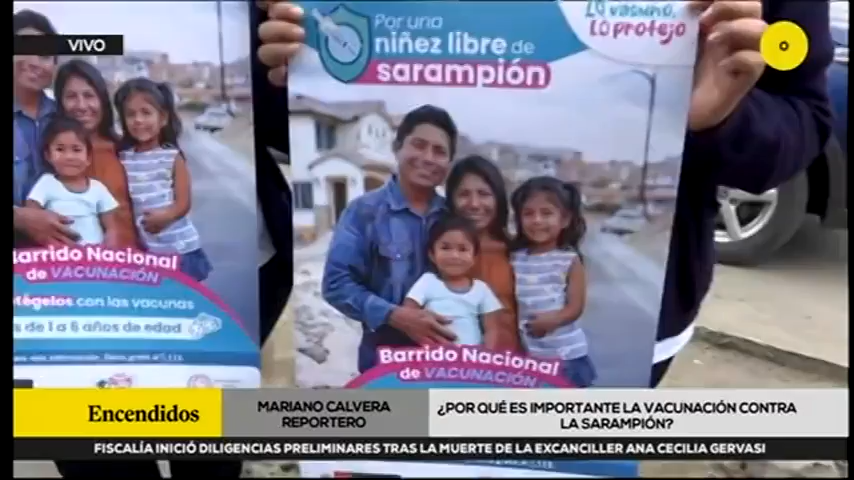 VIVO
Por una
niñez libre de
sarampión
La vacuno,
Lo protejo
Barrido Nacional
de VACUNACIÓN
con las vacunas
de 1 a 6 años de edad
Barrido Nacional
de VACUNACIÓN
Encendidos
MARIANO CALVERA
REPORTERO
¿POR QUÉ ES IMPORTANTE LA VACUNACIÓN CONTRA
LA SARAMPIÓN?
FISCALÍA INICIÓ DILIGENCIAS PRELIMINARES TRAS LA MUERTE DE LA EXCANCILLER ANA CECILIA GERVASI